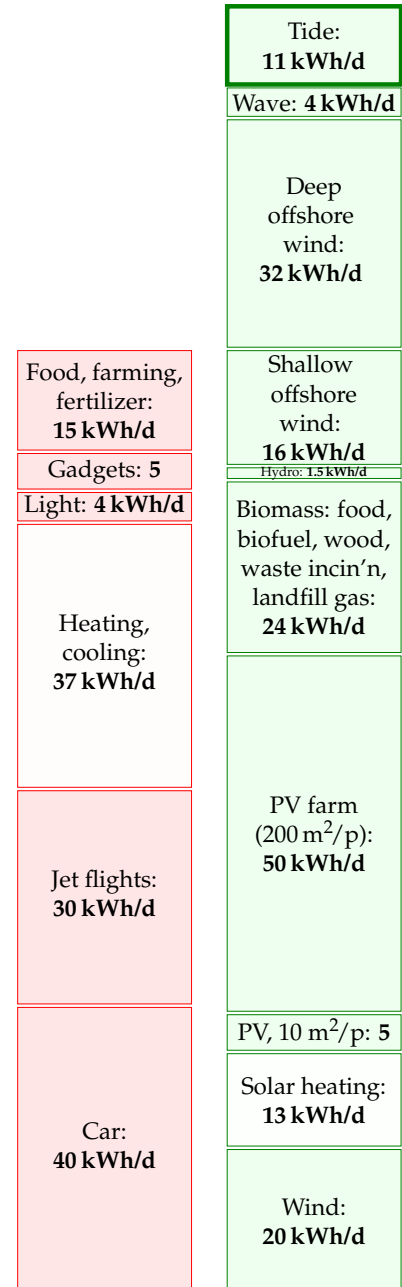 Food, farming,
fertilizer:
15 kWh/d
Gadgets: 5
Light: 4 kWh/d
Heating,
cooling:
37 kWh/d
Jet flights:
30 kWh/d
Car:
40 kWh/d
Tide:
11 kWh/d
Wave: 4 kWh/d
Deep
offshore
wind:
32 kWh/d
Shallow
offshore
wind:
16 kWh/d
Hydro: 1.5 kWh/d
Biomass: food,
biofuel, wood,
waste incin'n,
landfill gas:
24 kWh/d
PV farm
(200 m²/p):
50 kWh/d
PV, 10 m²/p: 5
Solar heating:
13 kWh/d
Wind:
20 kWh/d